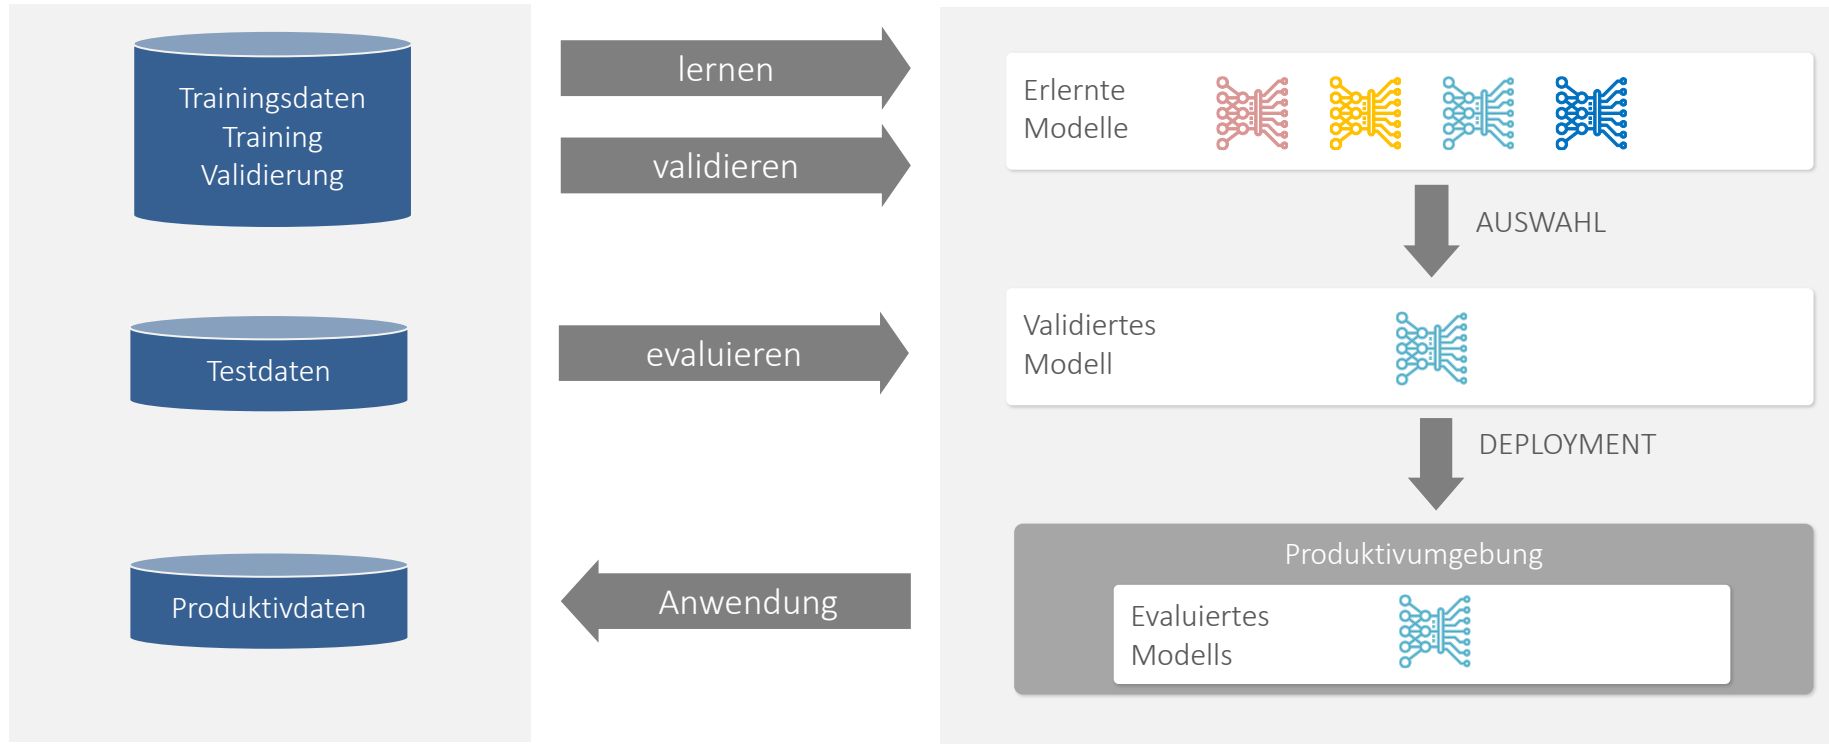 Trainingsdaten
Training
Validierung
lernen
validieren
Erlernte
Modelle
AUSWAHL
Testdaten
evaluieren
Validiertes
Modell
DEPLOYMENT
Produktivdaten
Anwendung
Produktivumgebung
Evaluiertes
Modells